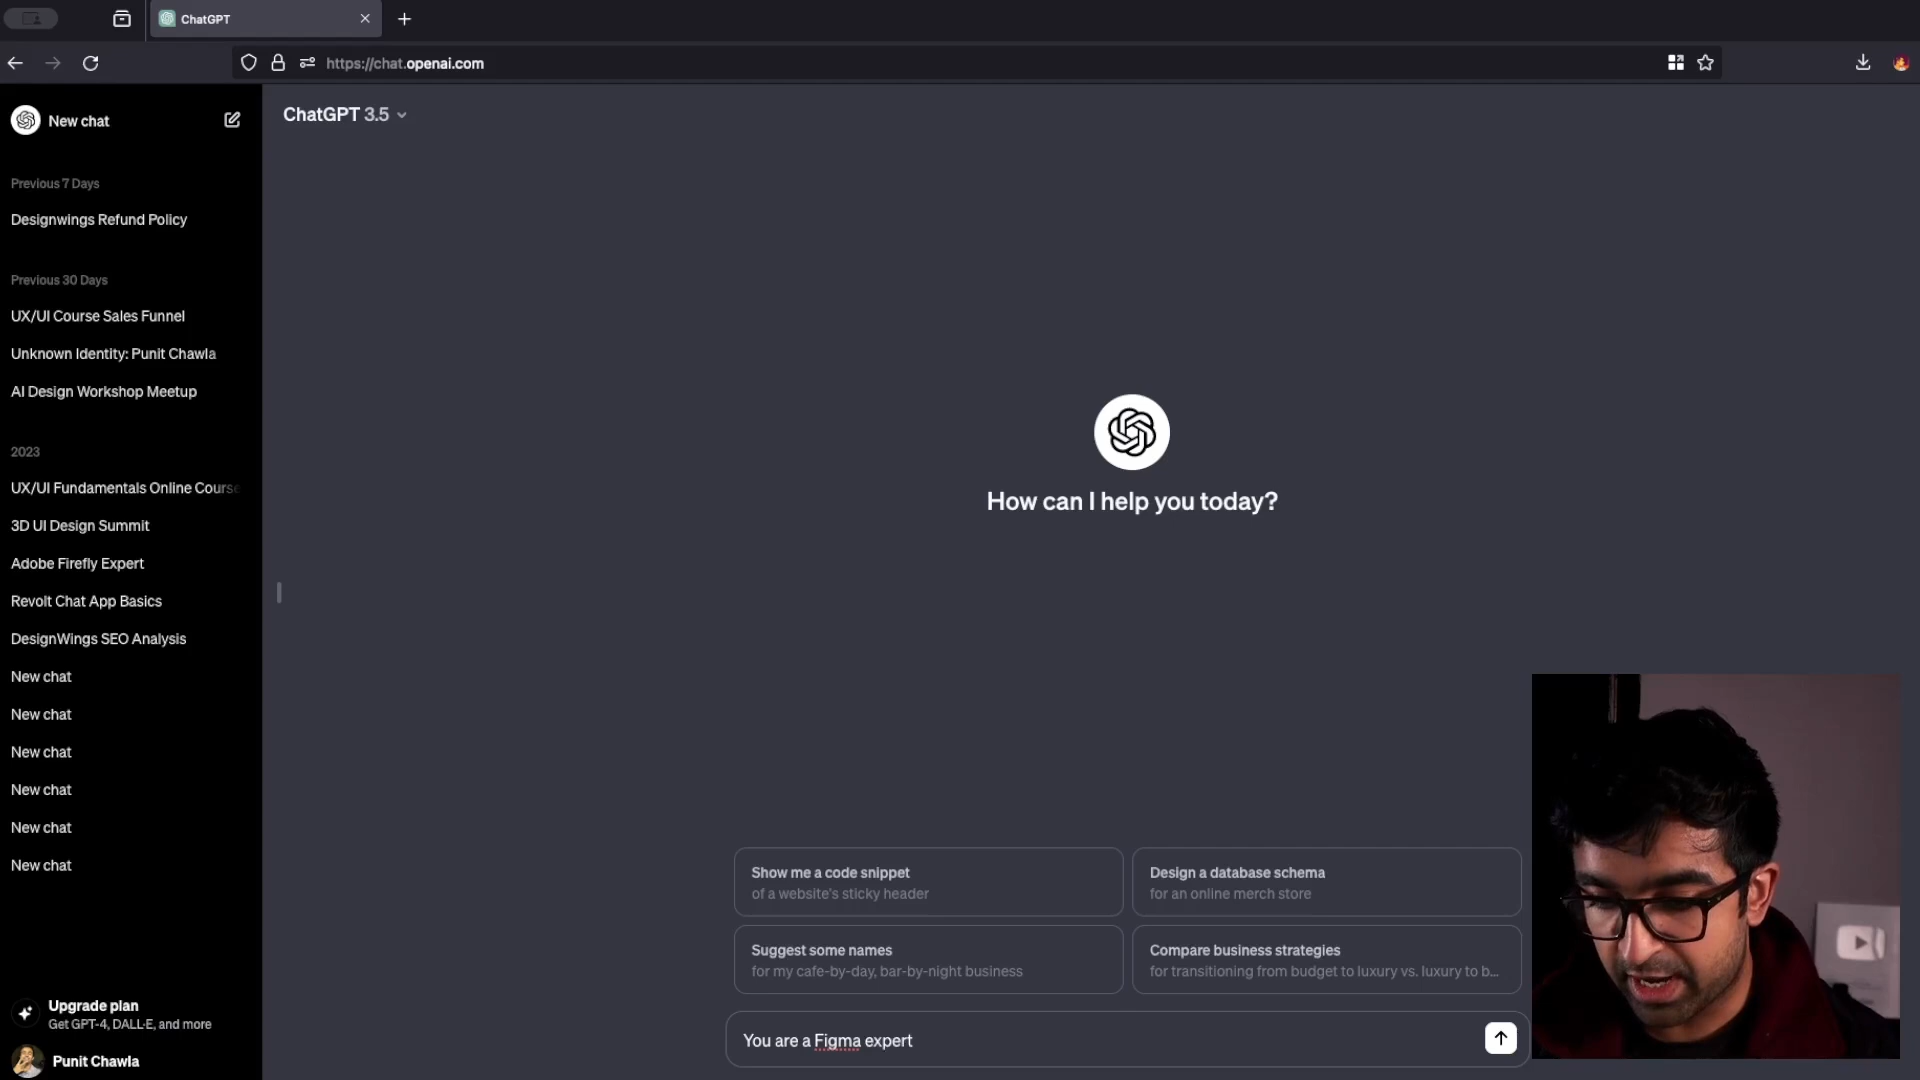 ChatGPT
https://chat.openai.com
New chat
ChatGPT 3.5
Previous 7 Days
Designwings Refund Policy
Previous 30 Days
UX/UI Course Sales Funnel
Unknown Identity: Punit Chawla
AI Design Workshop Meetup
2023
UX/UI Fundamentals Online Course
3D UI Design Summit
Adobe Firefly Expert
Revolt Chat App Basics
DesignWings SEO Analysis
New chat
New chat
New chat
New chat
New chat
New chat
Upgrade plan
Get GPT-4, DALL·E, and more
Punit Chawla
How can I help you today?
Show me a code snippet
of a website's sticky header
Design a database schema
for an online merch store
Suggest some names
for my cafe-by-day, bar-by-night business
Compare business strategies
for transitioning from budget to luxury vs. luxury to b...
You are a Figma expert